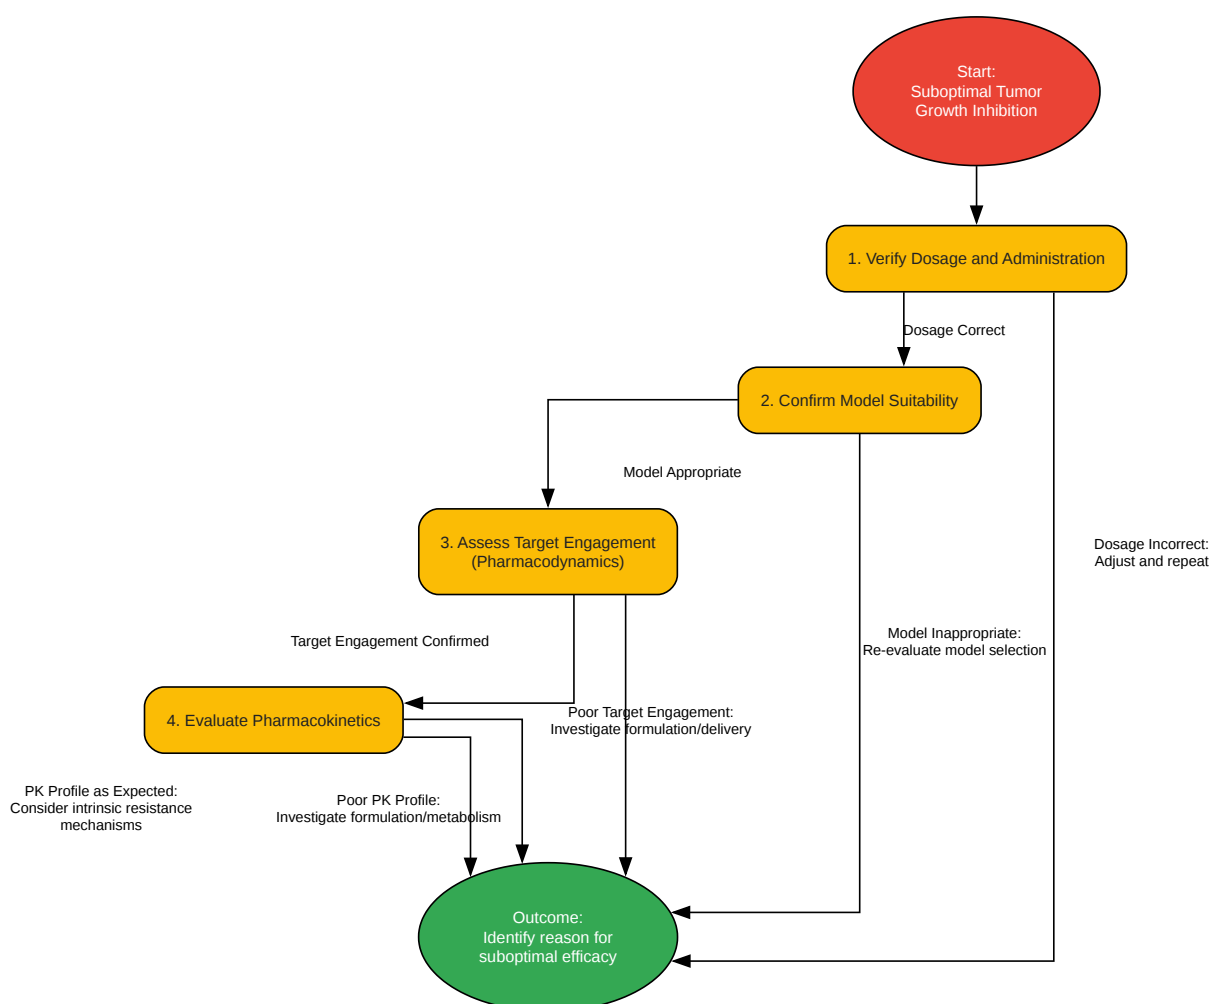 Start:
Suboptimal Tumor
Growth Inhibition
1. Verify Dosage and Administration
Dosage Correct
2. Confirm Model Suitability
Model Appropriate
3. Assess Target Engagement
(Pharmacodynamics)
Dosage Incorrect:
Adjust and repeat
Target Engagement Confirmed
Model Inappropriate:
Re-evaluate model selection
4. Evaluate Pharmacokinetics
Poor Target Engagement:
Investigate formulation/delivery
PK Profile as Expected:
Consider intrinsic resistance
mechanisms
Poor PK Profile:
Investigate formulation/metabolism
Outcome:
Identify reason for
suboptimal efficacy